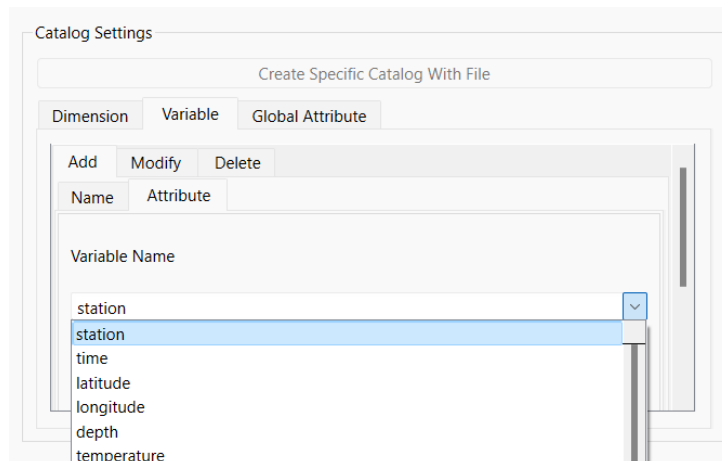 Catalog Settings
Create Specific Catalog With File
Dimension Variable Global Attribute
Add Modify Delete
Name Attribute
Variable Name
station
station
time
latitude
longitude
depth
temperature